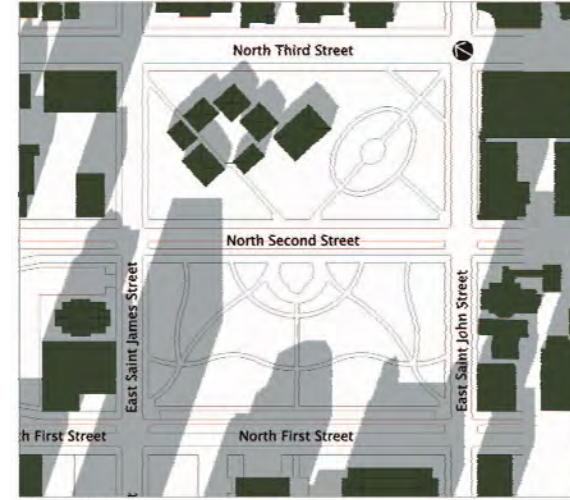 North Third Street
North Second Street
East Saint James Street
East Saint John Street
h First Street
North First Street